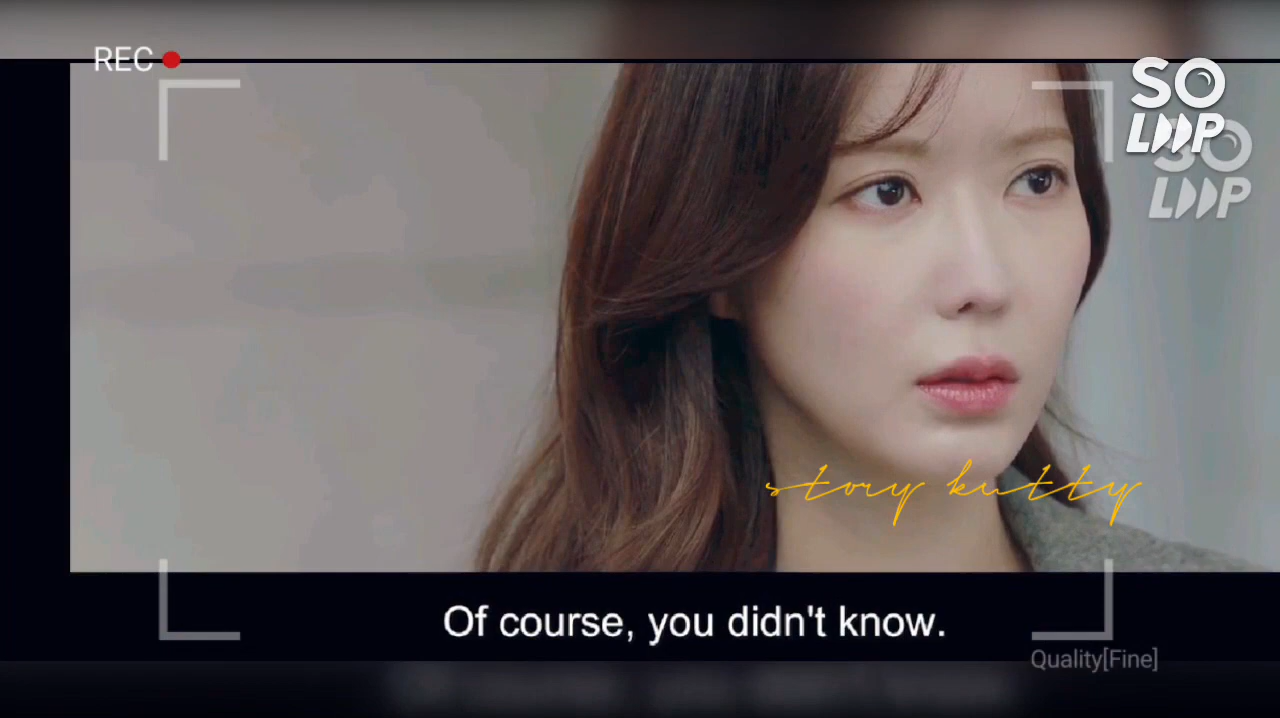 REC
SO
LOOP
SO
LOOP
story kutty
Of course, you didn't know.
Quality[Fine]